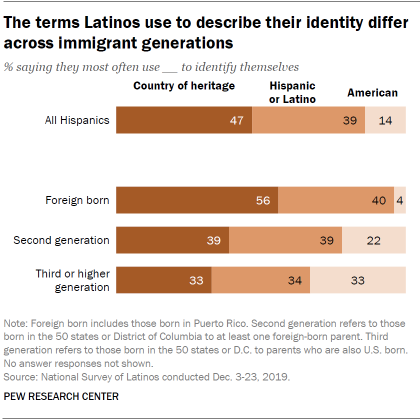 The terms Latinos use to describe their identity differ
across immigrant generations
% saying they most often use __ to identify themselves
Country of heritage
Hispanic
or Latino
American
All Hispanics 47 39 14
Foreign born 56 40 4
Second generation 39 39 22
Third or higher
generation 33 34 33
Note: Foreign born includes those born in Puerto Rico. Second generation refers to those
born in the 50 states or District of Columbia to at least one foreign-born parent. Third
generation refers to those born in the 50 states or D.C. to parents who are also U.S. born.
No answer responses not shown.
Source: National Survey of Latinos conducted Dec. 3-23, 2019.
PEW RESEARCH CENTER